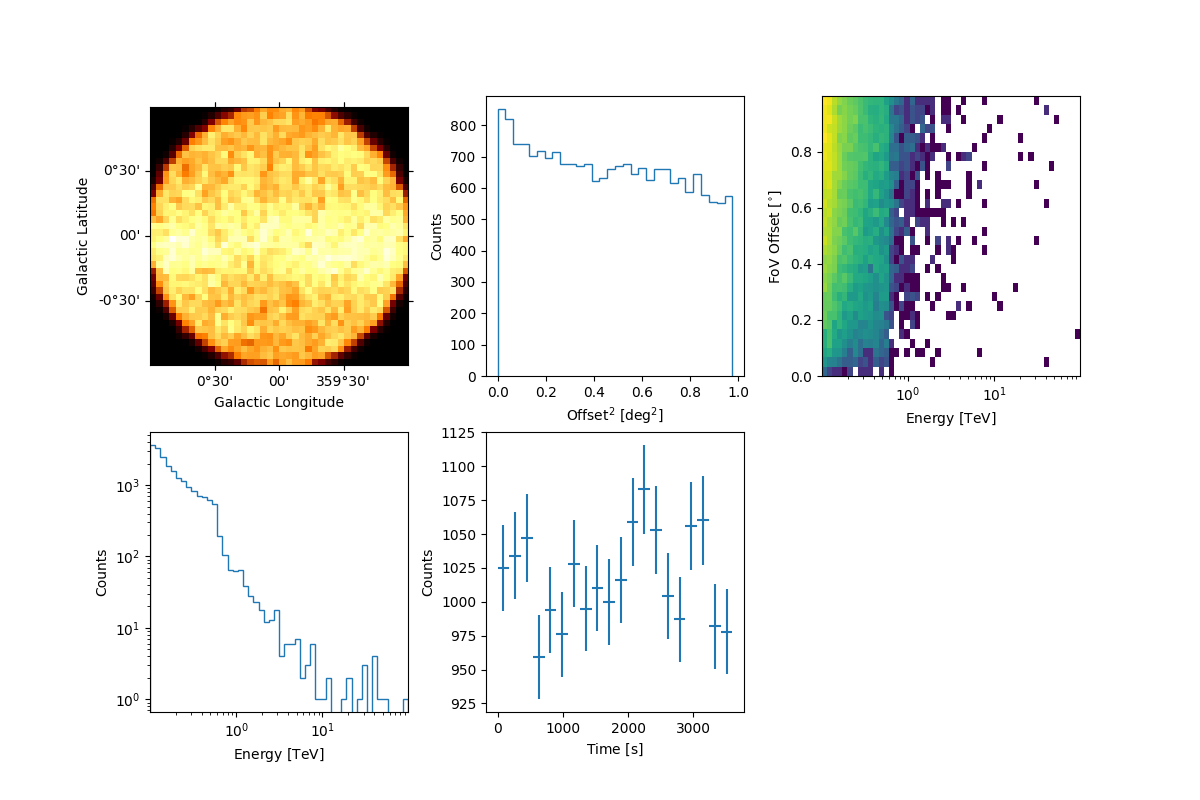 Galactic Latitude
0°30'
00'
-0°30'
0°30' 00' 359°30'
Galactic Longitude
Counts
800
700
600
500
400
300
200
100
0
0.0 0.2 0.4 0.6 0.8 1.0
Offset² [deg²]
FoV Offset [°]
0.8
0.6
0.4
0.2
0.0
10⁰ 10¹
Energy [TeV]
Counts
10³
10²
10¹
10⁰
10⁰ 10¹
Energy [TeV]
Counts
1125
1100
1075
1050
1025
1000
975
950
925
0 1000 2000 3000
Time [s]